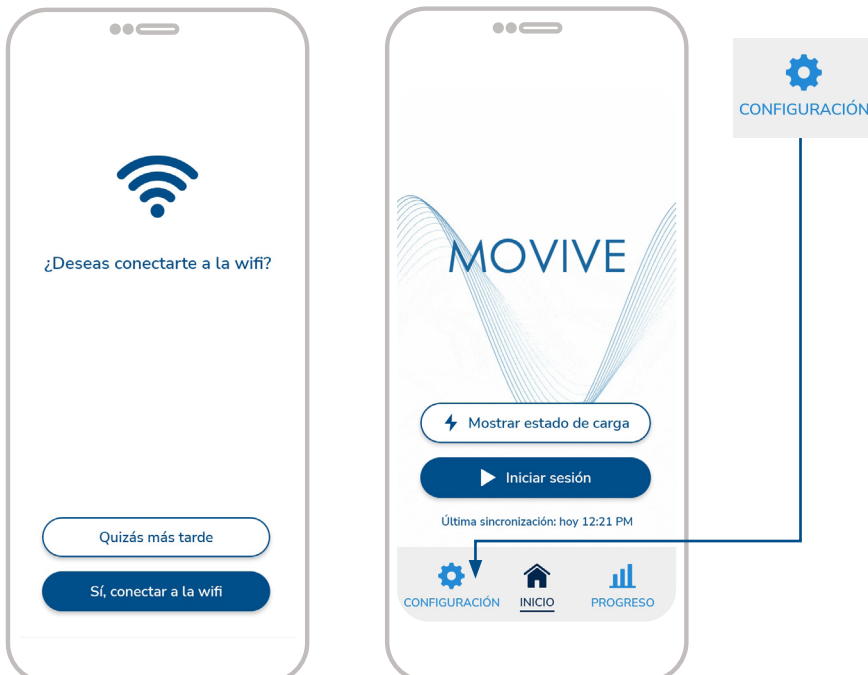 ¿Deseas conectarte a la wifi?
Quizás más tarde
Sí, conectar a la wifi
MOVIVE
Mostrar estado de carga
Iniciar sesión
Última sincronización: hoy 12:21 PM
CONFIGURACIÓN
INICIO
PROGRESO
CONFIGURACIÓN